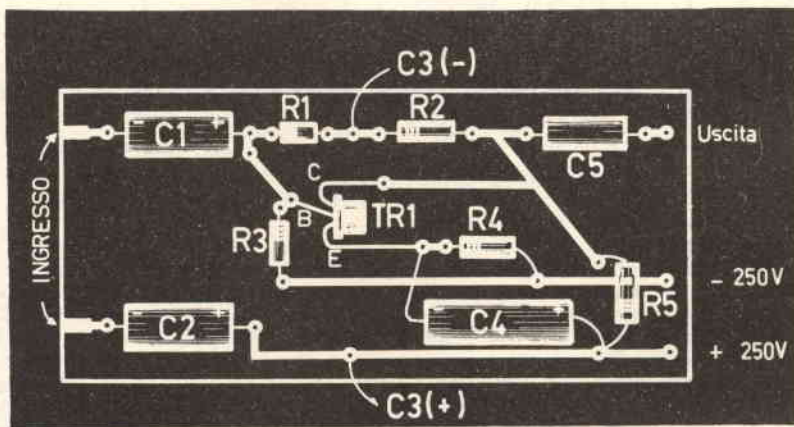 C3(-)
R1
R2
C1
- +
C5
Uscita
INGRESSO
C
B
TR1
E
R3
R4
- 250V
R5
C2
- +
C4
- +
+ 250V
C3(+)